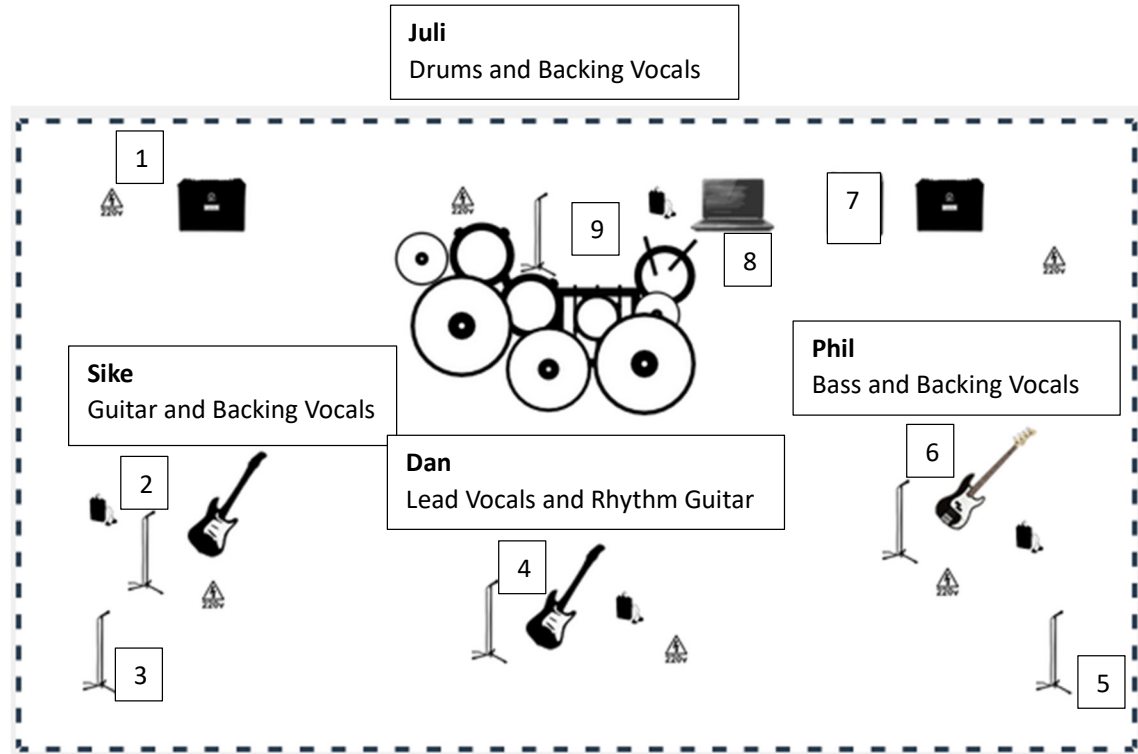 Juli
Drums and Backing Vocals
1
220v
220v
9
8
7
220v
Sike
Guitar and Backing Vocals
Phil
Bass and Backing Vocals
Dan
Lead Vocals and Rhythm Guitar
2
6
220v
4
220v
220v
3
5